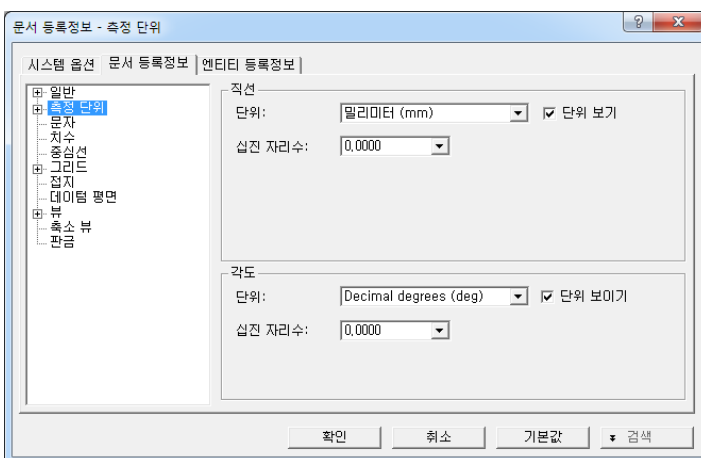 문서 등록정보 - 측정 단위
시스템 옵션 문서 등록정보 엔티티 등록정보
일반
측정 단위
문자
치수
중심선
그리드
접지
데이텀 평면
뷰
축소 뷰
판금
직선
단위: 밀리미터 (mm) 단위 보기
십진 자리수: 0.0000
각도
단위: Decimal degrees (deg) 단위 보이기
십진 자리수: 0.0000
확인 취소 기본값 검색